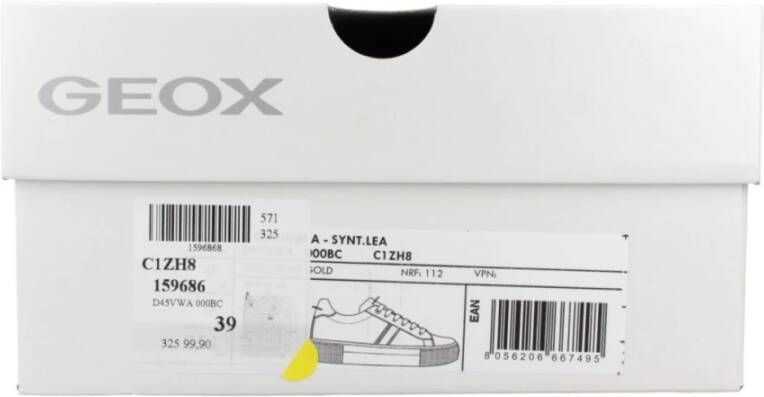 GEOX
571
325
1596868
C1ZH8
159686
D45VWA 000BC
39
325 99,90
A - SYNT.LEA
000BC C1ZH8
GOLD NRF: 112 VPN:
EAN
8 056206 667495